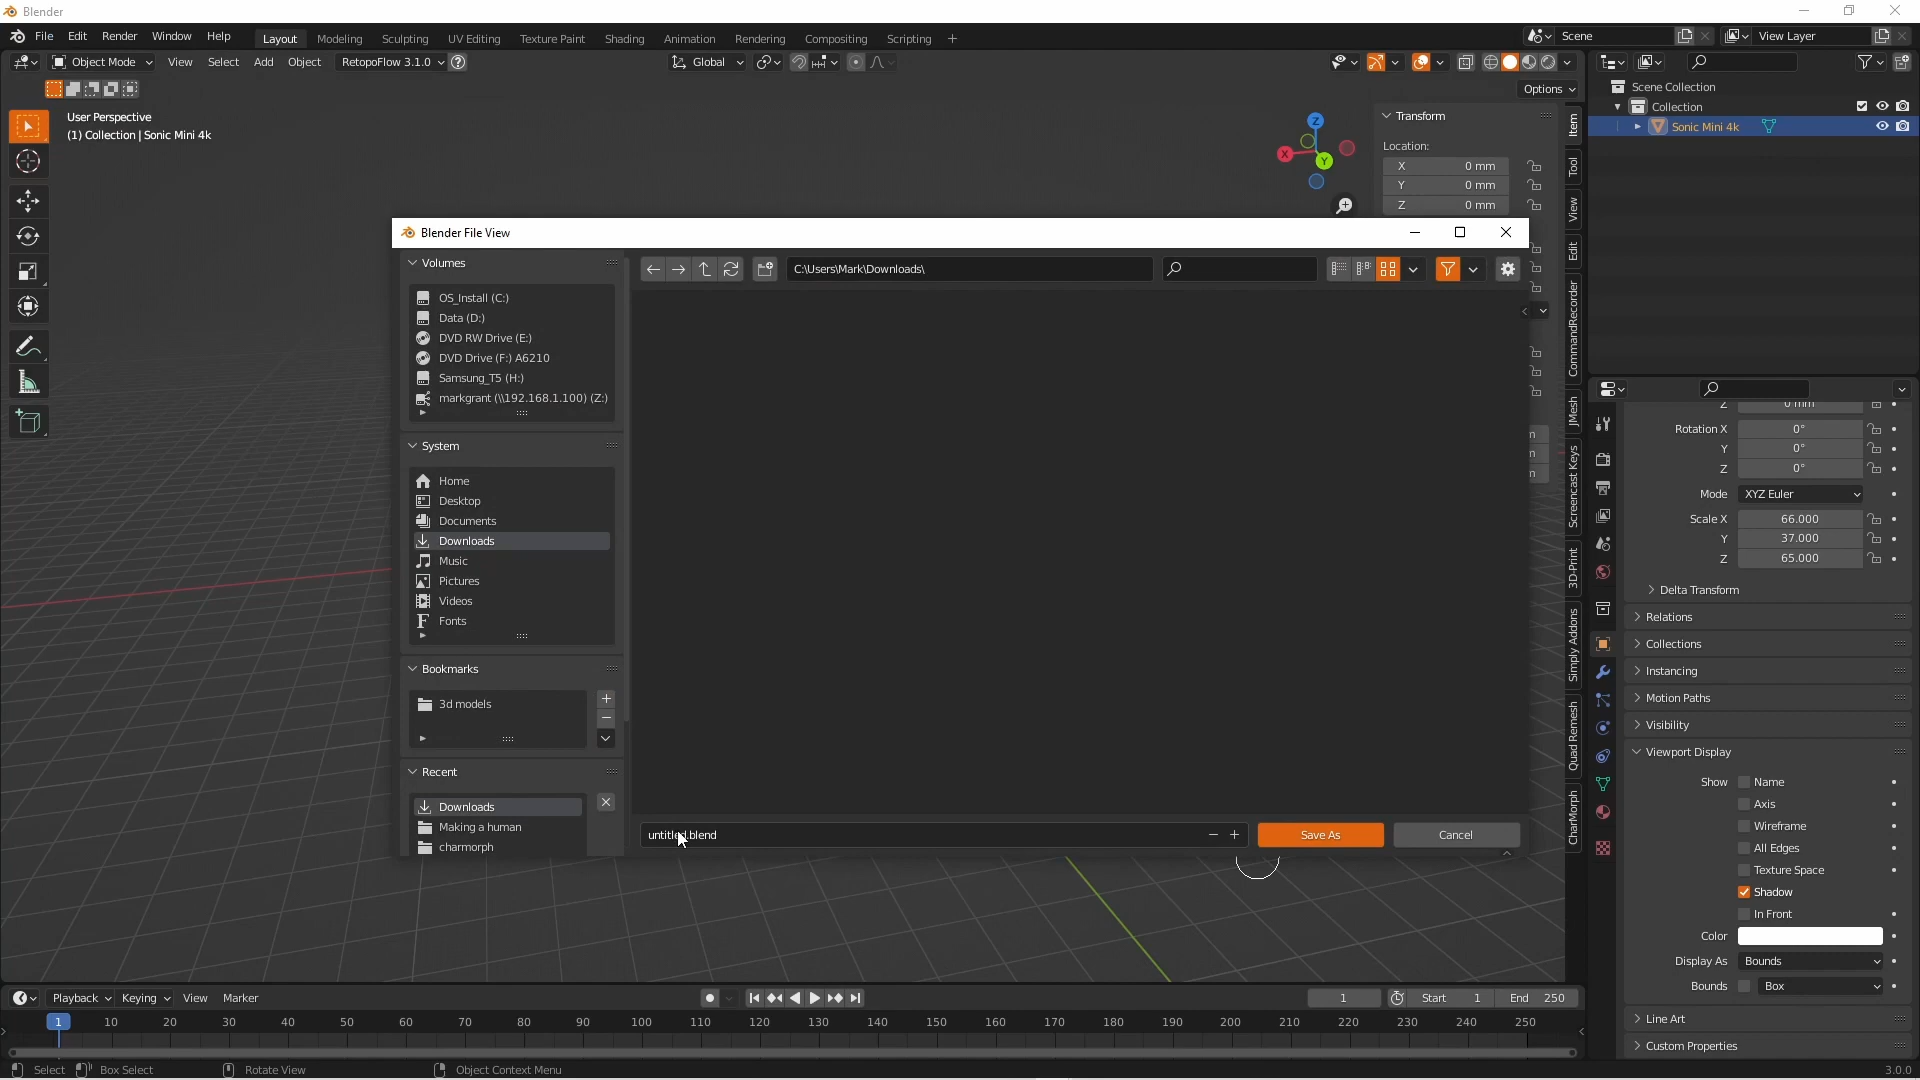 Blender
File Edit Render Window Help Layout Modeling Sculpting UV Editing Texture Paint Shading Animation Rendering Compositing Scripting + Scene View Layer
Object Mode View Select Add Object RetopoFlow 3.1.0 Global
Options
User Perspective
(1) Collection | Sonic Mini 4k
Z
X
Y
Transform
Location:
X 0 mm
Y 0 mm
Z 0 mm
Item
Tool
View
Edit
CommandRecorder
JMesh
Screencast Keys
3D-Print
Simply Addons
Quad Remesh
CharMorph
Scene Collection
Collection
Sonic Mini 4k
Blender File View
Volumes
OS_Install (C:)
Data (D:)
DVD RW Drive (E:)
DVD Drive (F:) A6210
Samsung_T5 (H:)
markgrant (\\192.168.1.100) (Z:)
System
Home
Desktop
Documents
Downloads
Music
Pictures
Videos
Fonts
Bookmarks
3d models
Recent
Downloads
Making a human
charmorph
C:\Users\Mark\Downloads\
untitled.blend
Save As
Cancel
Z 0 mm
Rotation X 0°
Y 0°
Z 0°
Mode XYZ Euler
Scale X 66.000
Y 37.000
Z 65.000
Delta Transform
Relations
Collections
Instancing
Motion Paths
Visibility
Viewport Display
Show Name
Axis
Wireframe
All Edges
Texture Space
Shadow
In Front
Color
Display As Bounds
Bounds Box
Line Art
Custom Properties
Playback Keying View Marker 1 Start 1 End 250
1 10 20 30 40 50 60 70 80 90 100 110 120 130 140 150 160 170 180 190 200 210 220 230 240 250
Select Box Select Rotate View Object Context Menu 3.0.0